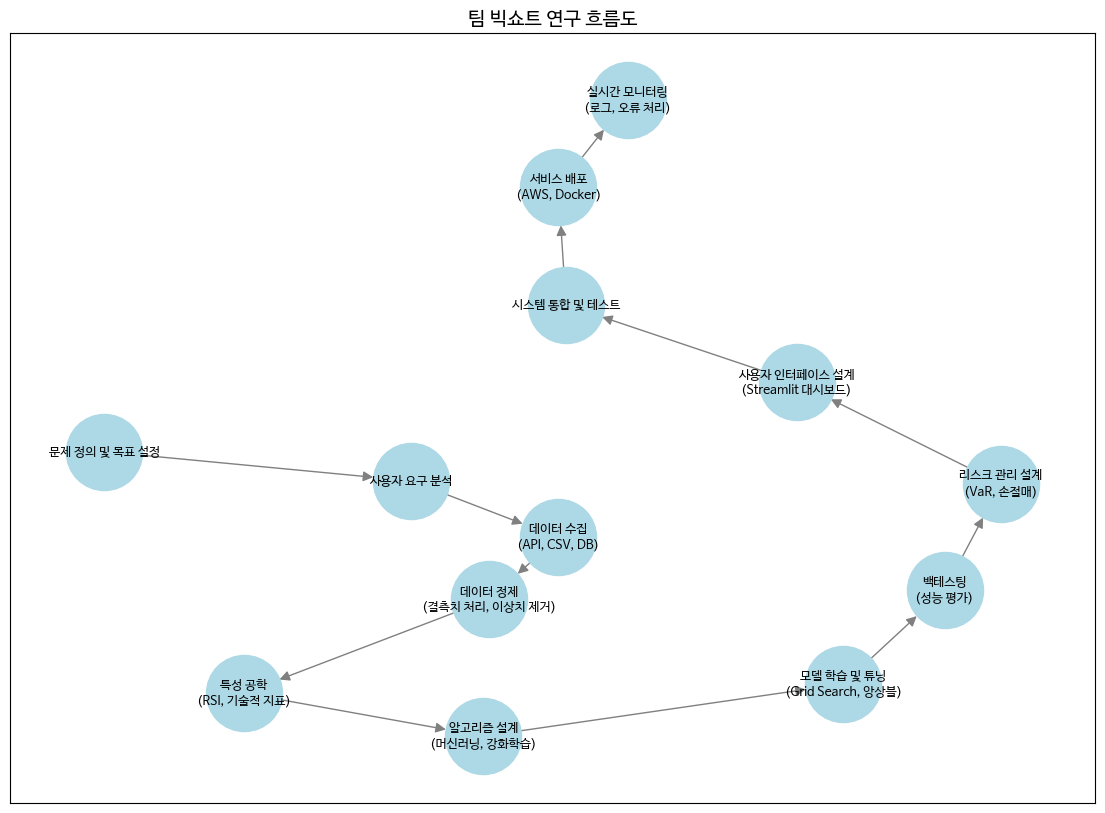 팀 빅쇼트 연구 흐름도
실시간 모니터링
(로그, 오류 처리)
서비스 배포
(AWS, Docker)
시스템 통합 및 테스트
사용자 인터페이스 설계
(Streamlit 대시보드)
문제 정의 및 목표 설정
사용자 요구 분석
리스크 관리 설계
(VaR, 손절매)
데이터 수집
(API, CSV, DB)
데이터 정제
(결측치 처리, 이상치 제거)
백테스팅
(성능 평가)
특성 공학
(RSI, 기술적 지표)
모델 학습 및 튜닝
(Grid Search, 앙상블)
알고리즘 설계
(머신러닝, 강화학습)